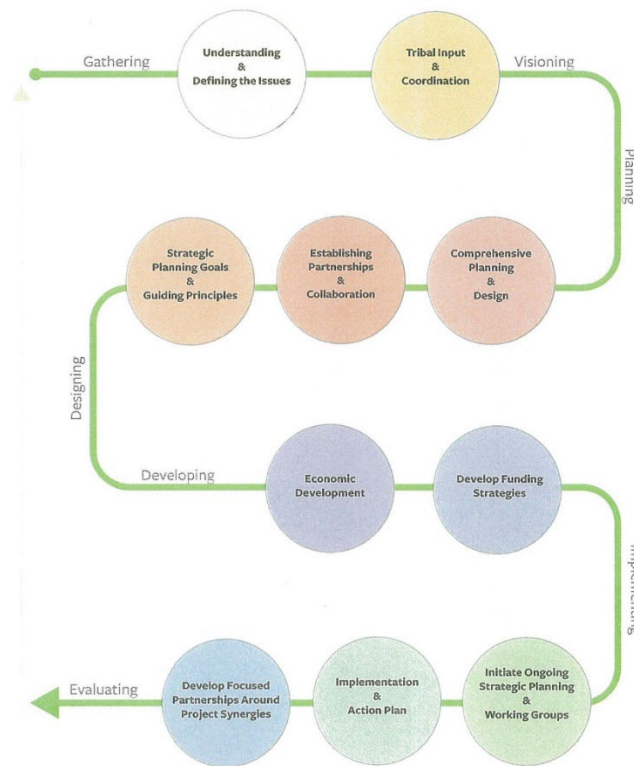 Gathering
Understanding
&
Defining the Issues
Tribal Input
&
Coordination
Visioning
Planning
Comprehensive
Planning
&
Design
Establishing
Partnerships
&
Collaboration
Strategic
Planning Goals
&
Guiding Principles
Designing
Developing
Economic
Development
Develop Funding
Strategies
Implementing
Initiate Ongoing
Strategic Planning
&
Working Groups
Implementation
&
Action Plan
Develop Focused
Partnerships Around
Project Synergies
Evaluating